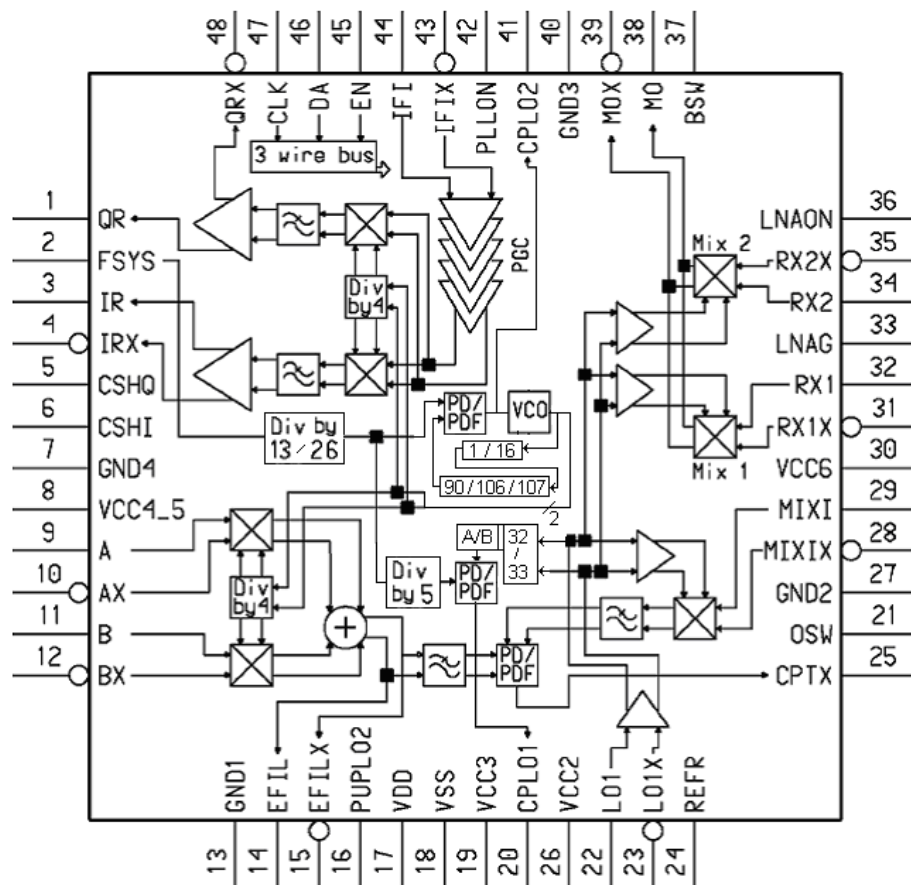 48 47 46 45 44 43 42 41 40 39 38 37
QRX CLK DA EN IFI IFIX PLLON CPLO2 GND3 MOX MO BSW
3 wire bus
1 QR
2 FSYS
3 IR
4 IRX
5 CSHQ
6 CSHI
7 GND4
8 VCC4_5
9 A
10 AX
11 B
12 BX
PGC
Div
by4
Div by
13/26
PD/
PDF
VCO
1/16
90/106/107
/2
A/B
32
/
33
Div
by 5
PD/
PDF
Div
by4
+
PD/
PDF
Mix 2
Mix 1
LNAON 36
RX2X 35
RX2 34
LNAG 33
RX1 32
RX1X 31
VCC6 30
MIXI 29
MIXIX 28
GND2 27
OSW 21
CPTX 25
GND1 EFIL EFILX PUPLO2 VDD VSS VCC3 CPLO1 VCC2 LO1 LO1X REFR
13 14 15 16 17 18 19 20 26 22 23 24